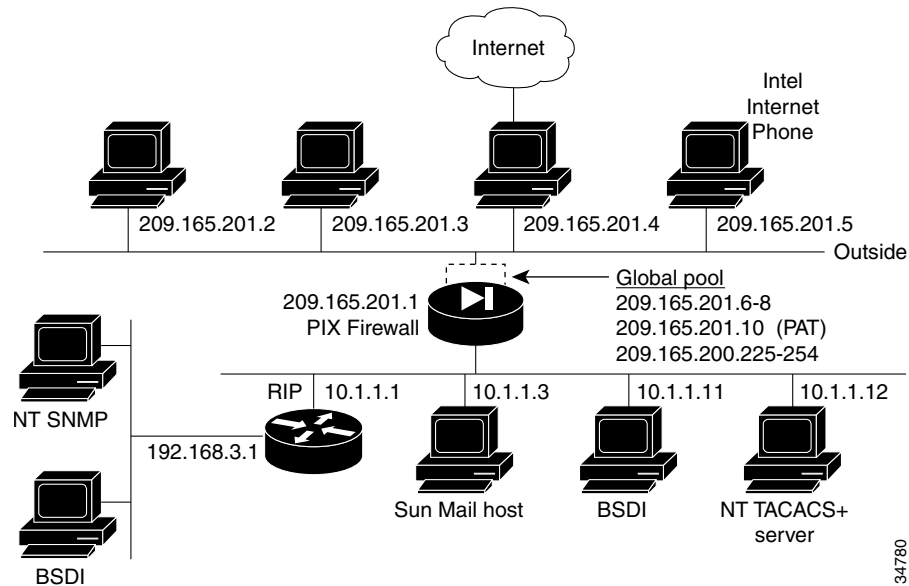 Internet
Intel
Internet
Phone
209.165.201.2
209.165.201.3
209.165.201.4
209.165.201.5
Outside
209.165.201.1
PIX Firewall
Global pool
209.165.201.6-8
209.165.201.10 (PAT)
209.165.200.225-254
NT SNMP
RIP
10.1.1.1
10.1.1.3
10.1.1.11
10.1.1.12
192.168.3.1
Sun Mail host
BSDI
NT TACACS+
server
BSDI
34780